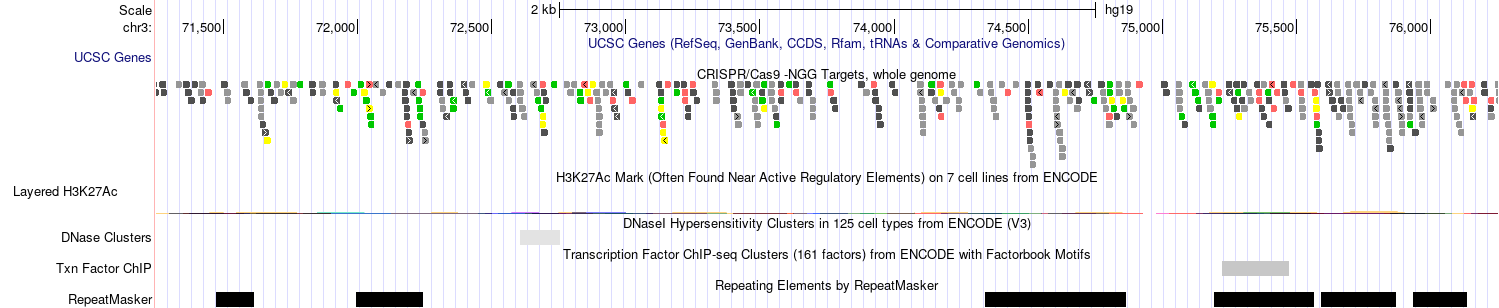 Scale 2 kb hg19
chr3: 71,500 72,000 72,500 73,000 73,500 74,000 74,500 75,000 75,500 76,000
UCSC Genes (RefSeq, GenBank, CCDS, Rfam, tRNAs & Comparative Genomics)
UCSC Genes
CRISPR/Cas9 -NGG Targets, whole genome
H3K27Ac Mark (Often Found Near Active Regulatory Elements) on 7 cell lines from ENCODE
Layered H3K27Ac
DNaseI Hypersensitivity Clusters in 125 cell types from ENCODE (V3)
DNase Clusters
Transcription Factor ChIP-seq Clusters (161 factors) from ENCODE with Factorbook Motifs
Txn Factor ChIP
Repeating Elements by RepeatMasker
RepeatMasker